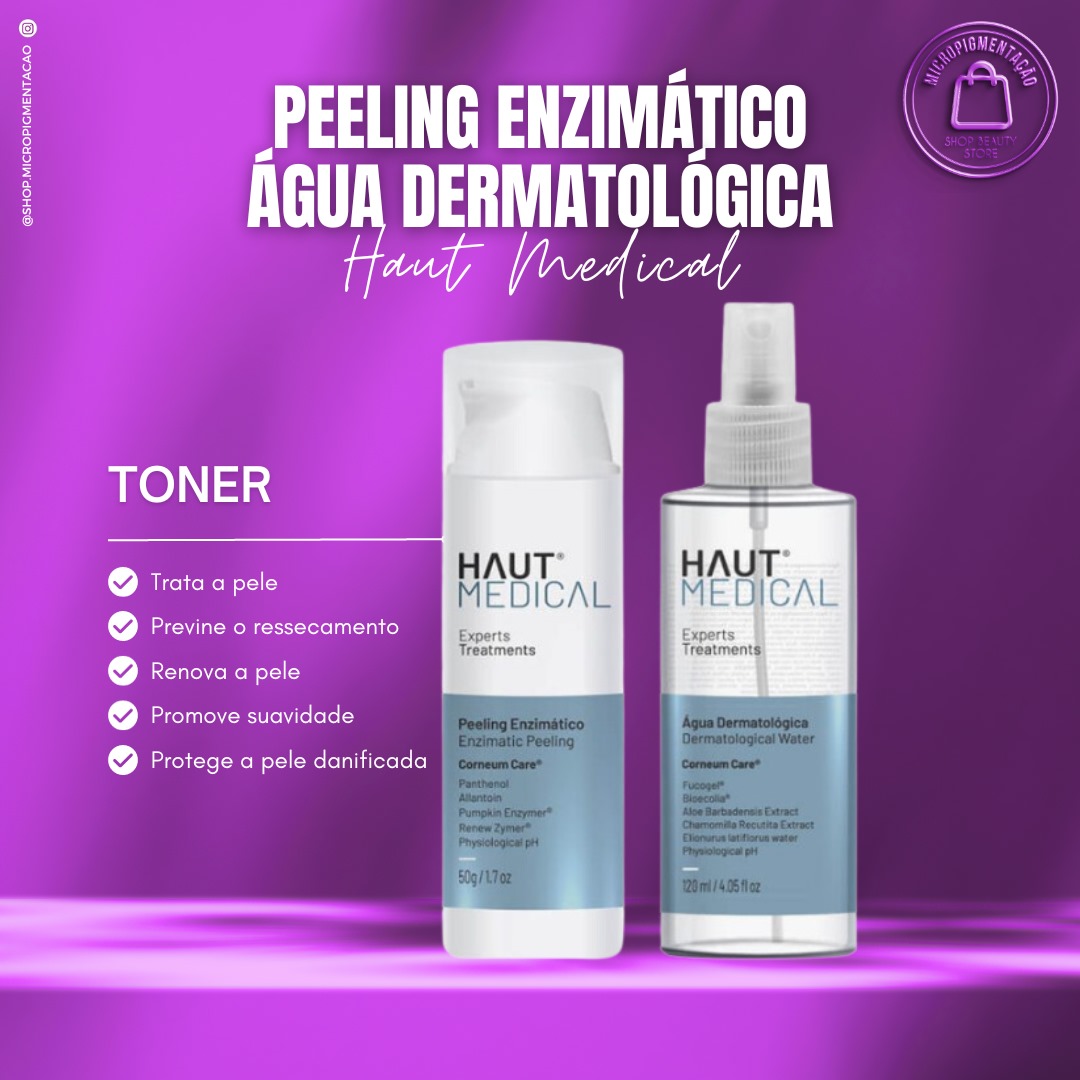 @SHOP.MICROPIGMENTACAO
MICROPIGMENTAÇÃO
SHOP BEAUTY
STORE
PEELING ENZIMÁTICO
ÁGUA DERMATOLÓGICA
Haut Medical
TONER
Trata a pele
Previne o ressecamento
Renova a pele
Promove suavidade
Protege a pele danificada
HAUT®
MEDICAL
Experts
Treatments
Peeling Enzimático
Enzimatic Peeling
Corneum Care®
Panthenol
Allantoin
Pumpkin Enzymer®
Renew Zymer®
Physiological pH
50g / 1.7 oz
HAUT®
MEDICAL
Experts
Treatments
Água Dermatológica
Dermatological Water
Corneum Care®
Fucogel®
Bioecolia®
Aloe Barbadensis Extract
Chamomilla Recutita Extract
Elionurus latiflorus water
Physiological pH
120 ml / 4.05 fl oz